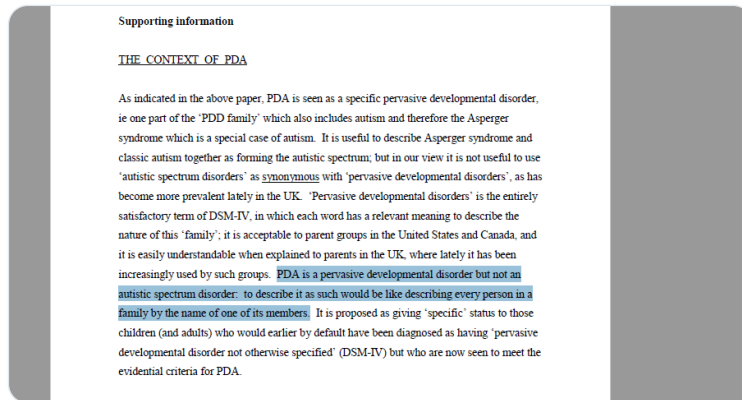 Supporting information
THE CONTEXT OF PDA
As indicated in the above paper, PDA is seen as a specific pervasive developmental disorder,
ie one part of the ‘PDD family’ which also includes autism and therefore the Asperger
syndrome which is a special case of autism.  It is useful to describe Asperger syndrome and
classic autism together as forming the autistic spectrum; but in our view it is not useful to use
‘autistic spectrum disorders’ as synonymous with ‘pervasive developmental disorders’, as has
become more prevalent lately in the UK.  ‘Pervasive developmental disorders’ is the entirely
satisfactory term of DSM-IV, in which each word has a relevant meaning to describe the
nature of this ‘family’; it is acceptable to parent groups in the United States and Canada, and
it is easily understandable when explained to parents in the UK, where lately it has been
increasingly used by such groups.  PDA is a pervasive developmental disorder but not an
autistic spectrum disorder:  to describe it as such would be like describing every person in a
family by the name of one of its members.  It is proposed as giving ‘specific’ status to those
children (and adults) who would earlier by default have been diagnosed as having ‘pervasive
developmental disorder not otherwise specified’ (DSM-IV) but who are now seen to meet the
evidential criteria for PDA.